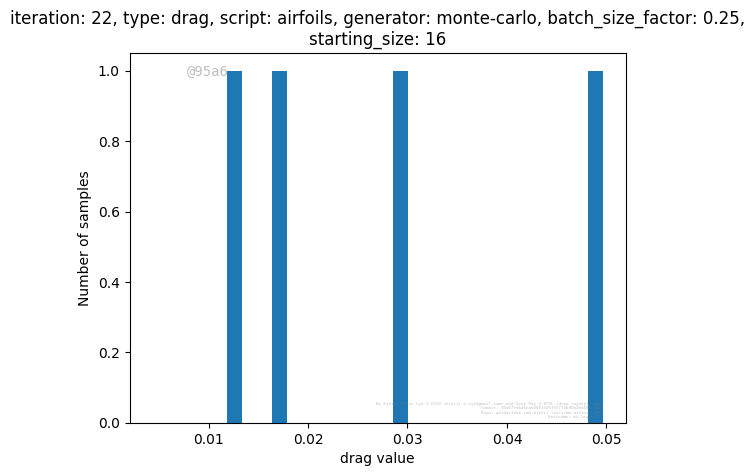 iteration: 22, type: drag, script: airfoils, generator: monte-carlo, batch_size_factor: 0.25,
starting_size: 16
@95a6
1.0
0.8
0.6
0.4
0.2
0.0
Number of samples
0.01
0.02
0.03
0.04
0.05
drag value